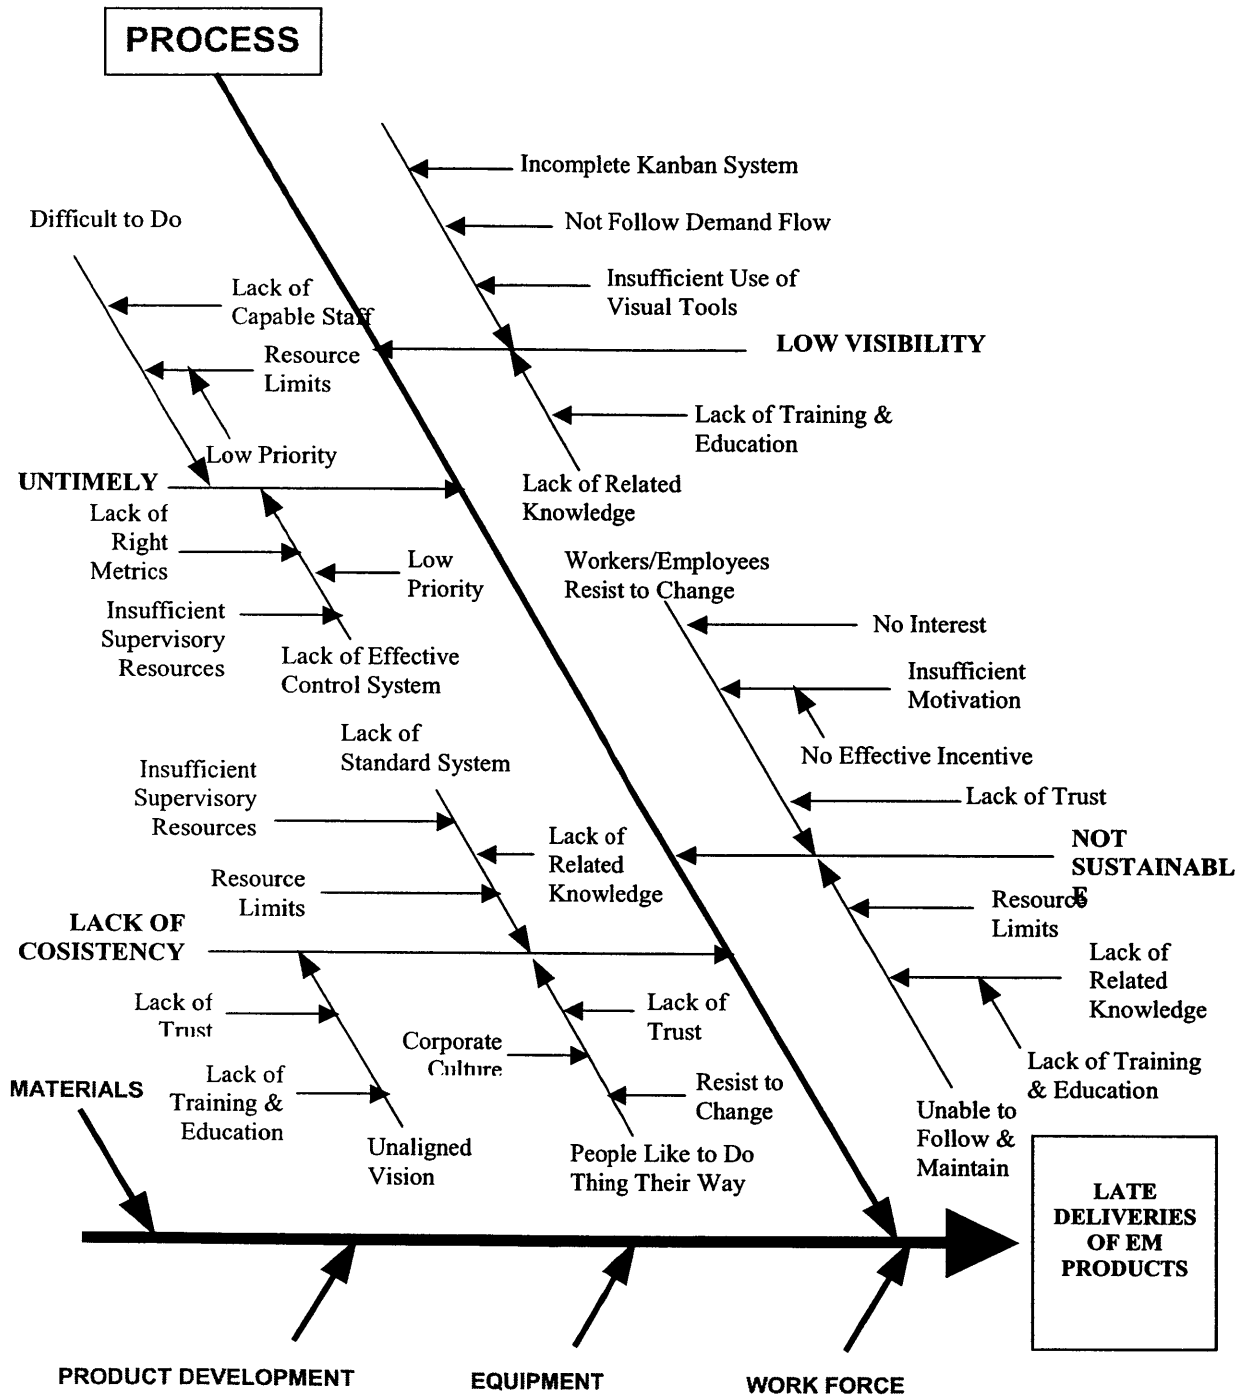 PROCESS
Incomplete Kanban System
Not Follow Demand Flow
Difficult to Do
Insufficient Use of
Visual Tools
Lack of
Capable Staff
LOW VISIBILITY
Resource
Limits
Lack of Training &
Education
Low Priority
UNTIMELY
Lack of Related
Knowledge
Lack of
Right
Metrics
Low
Priority
Workers/Employees
Resist to Change
Insufficient
Supervisory
Resources
No Interest
Lack of Effective
Control System
Insufficient
Motivation
Lack of
Standard System
No Effective Incentive
Insufficient
Supervisory
Resources
Lack of Trust
Lack of
Related
Knowledge
NOT
SUSTAINABL
E
Resource
Limits
Resource
Limits
LACK OF
COSISTENCY
Lack of
Related
Knowledge
Lack of
Trust
Lack of
Trust
Corporate
Culture
Lack of Training
& Education
Lack of
Training &
Education
Resist to
Change
MATERIALS
Unable to
Follow &
Maintain
Unaligned
Vision
People Like to Do
Thing Their Way
LATE
DELIVERIES
OF EM
PRODUCTS
PRODUCT DEVELOPMENT
EQUIPMENT
WORK FORCE